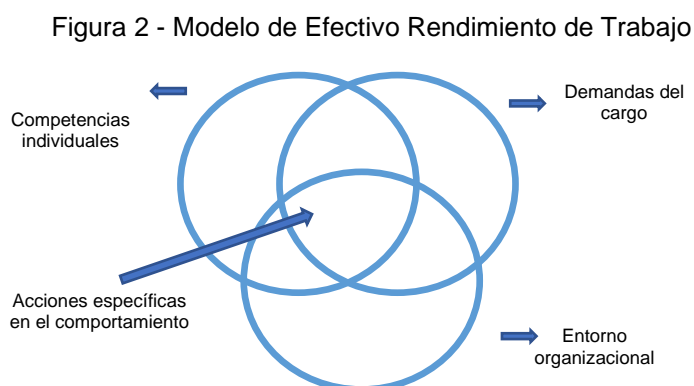 Figura 2 - Modelo de Efectivo Rendimiento de Trabajo
Competencias
individuales
Demandas del
cargo
Acciones específicas
en el comportamiento
Entorno
organizacional